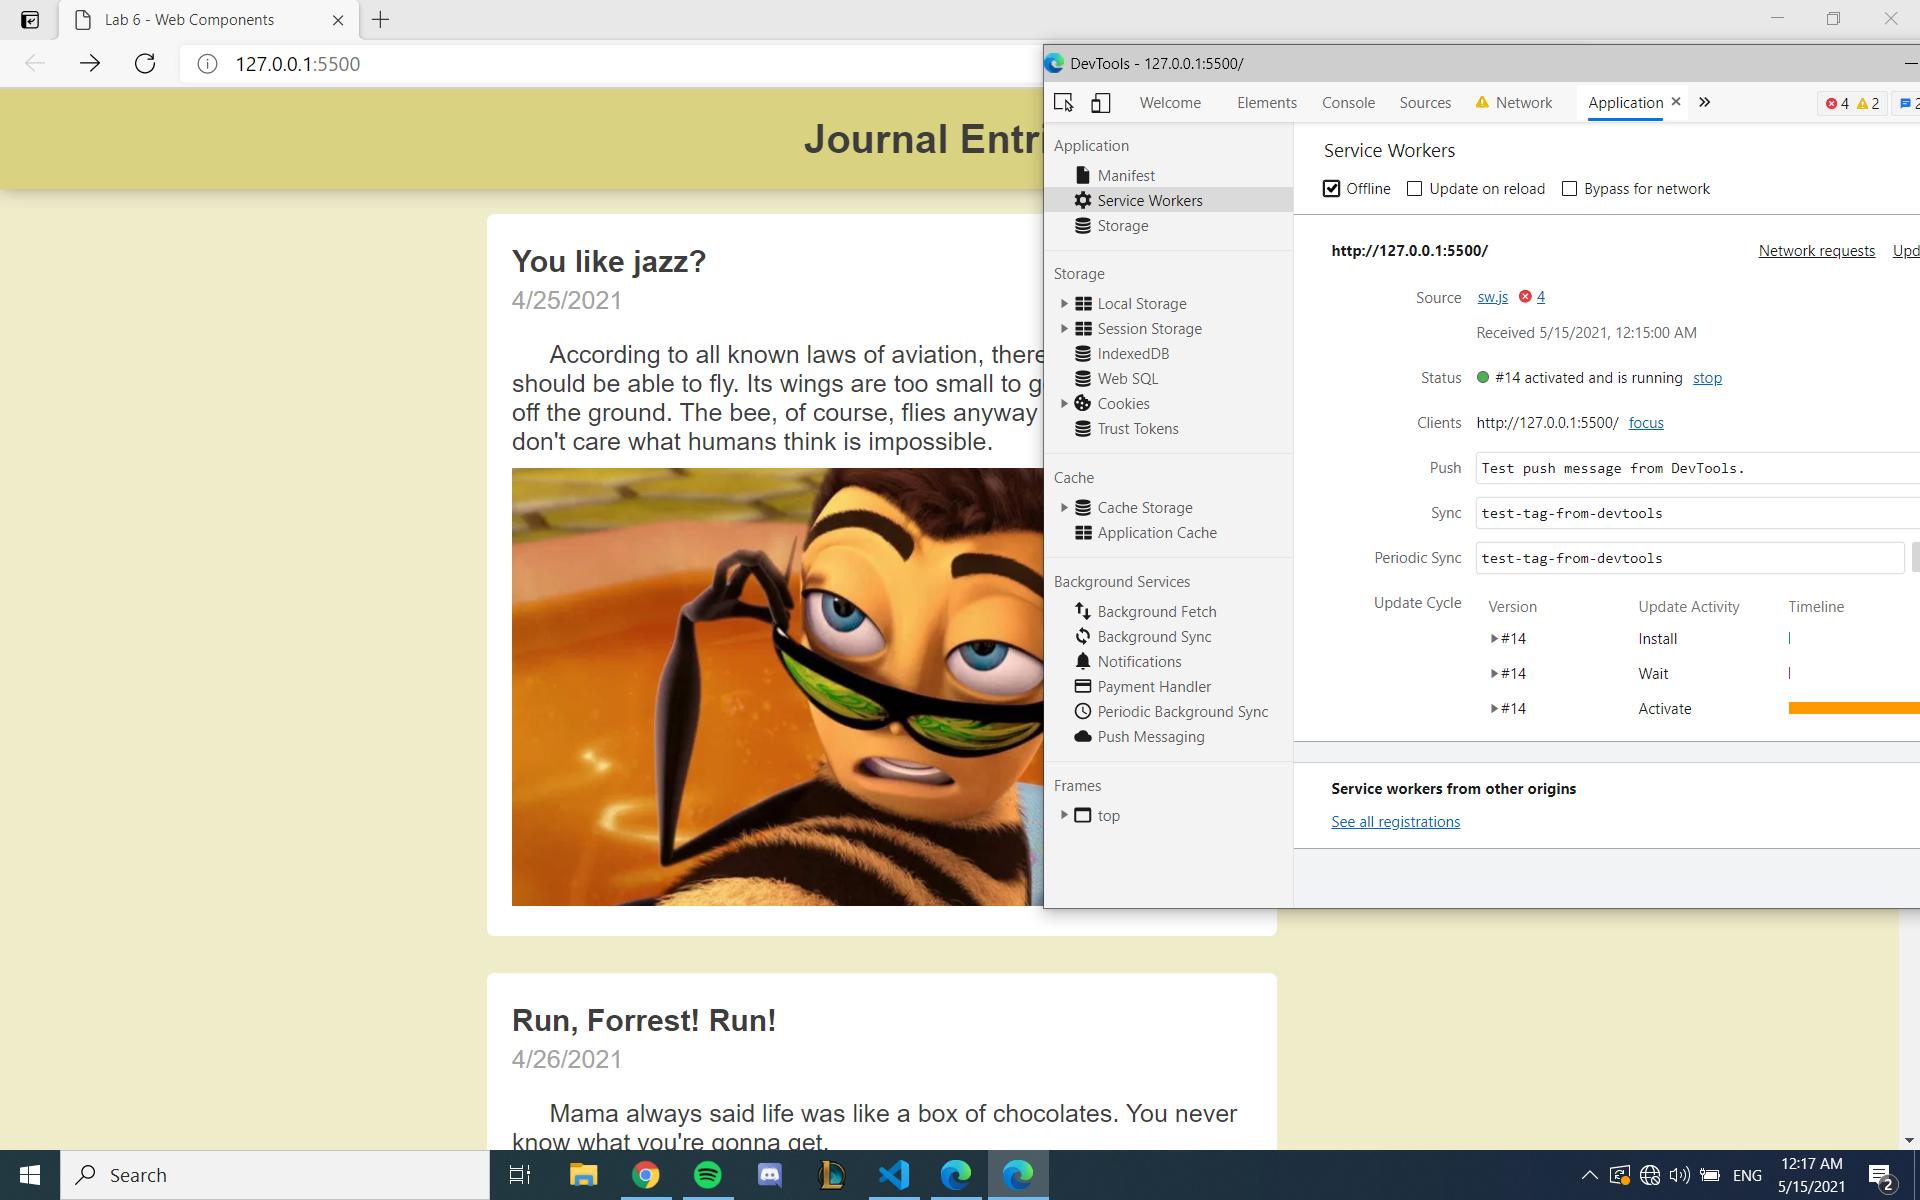 Lab 6 - Web Components
127.0.0.1:5500
Journal Entri
You like jazz?
4/25/2021
According to all known laws of aviation, there
should be able to fly. Its wings are too small to g
off the ground. The bee, of course, flies anyway
don't care what humans think is impossible.
Run, Forrest! Run!
4/26/2021
Mama always said life was like a box of chocolates. You never
know what you're gonna get.
DevTools - 127.0.0.1:5500/
Welcome Elements Console Sources Network Application 4 2 2
Application
Manifest
Service Workers
Storage
Storage
Local Storage
Session Storage
IndexedDB
Web SQL
Cookies
Trust Tokens
Cache
Cache Storage
Application Cache
Background Services
Background Fetch
Background Sync
Notifications
Payment Handler
Periodic Background Sync
Push Messaging
Frames
top
Service Workers
Offline Update on reload Bypass for network
http://127.0.0.1:5500/ Network requests Upd
Source sw.js 4
Received 5/15/2021, 12:15:00 AM
Status #14 activated and is running stop
Clients http://127.0.0.1:5500/ focus
Push Test push message from DevTools.
Sync test-tag-from-devtools
Periodic Sync test-tag-from-devtools
Update Cycle Version Update Activity Timeline
#14 Install
#14 Wait
#14 Activate
Service workers from other origins
See all registrations
Search
ENG
12:17 AM
5/15/2021
2